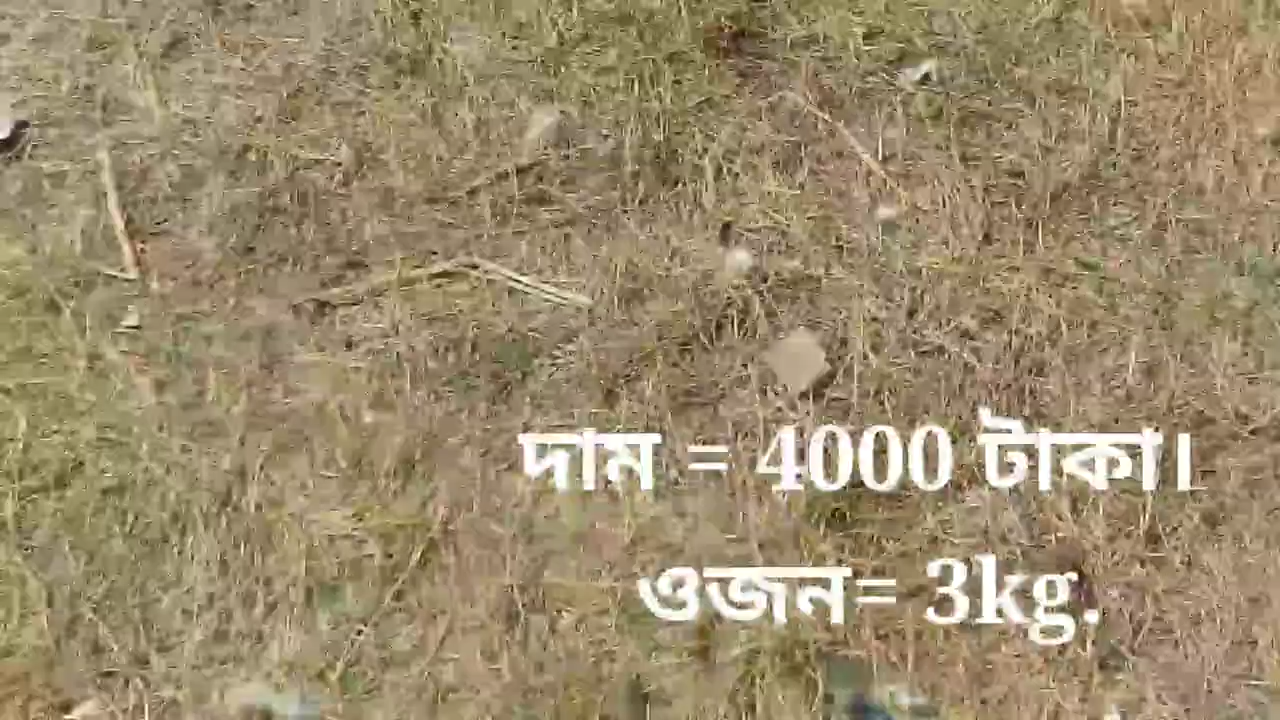 দাম = 4000 টাকা।
ওজন= 3kg.